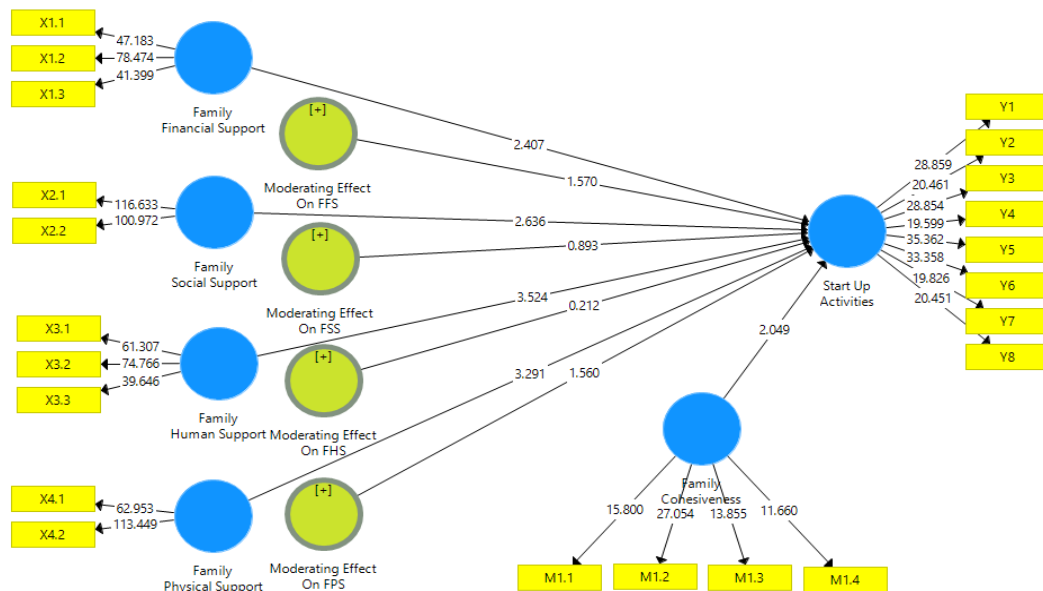 X1.1
47.183
X1.2
78.474
X1.3
41.399
Family
Financial Support
[+]
Moderating Effect
On FFS
2.407
1.570
X2.1
116.633
X2.2
100.972
Family
Social Support
[+]
Moderating Effect
On FSS
2.636
0.893
X3.1
61.307
X3.2
74.766
X3.3
39.646
Family
Human Support
[+]
Moderating Effect
On FHS
3.524
0.212
X4.1
62.953
X4.2
113.449
Family
Physical Support
[+]
Moderating Effect
On FPS
3.291
1.560
Start Up
Activities
Y1
28.859
Y2
20.461
Y3
28.854
Y4
19.599
Y5
35.362
Y6
33.358
Y7
19.826
Y8
20.451
2.049
Family
Cohesiveness
15.800
27.054
13.855
11.660
M1.1
M1.2
M1.3
M1.4